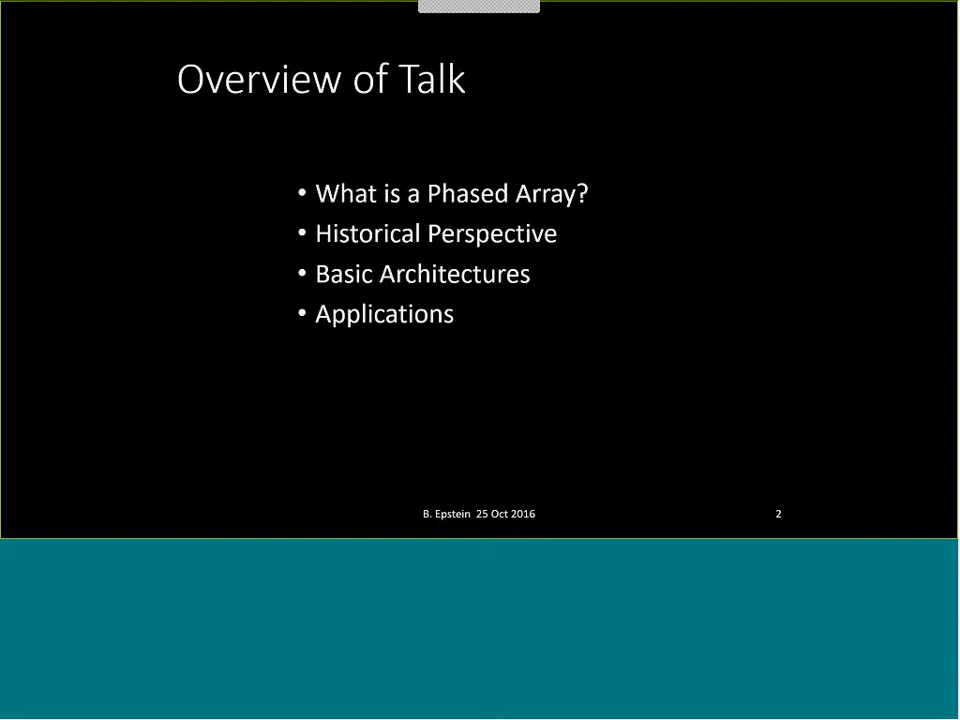 Overview of Talk
• What is a Phased Array?
• Historical Perspective
• Basic Architectures
• Applications
B. Epstein 25 Oct 2016 2